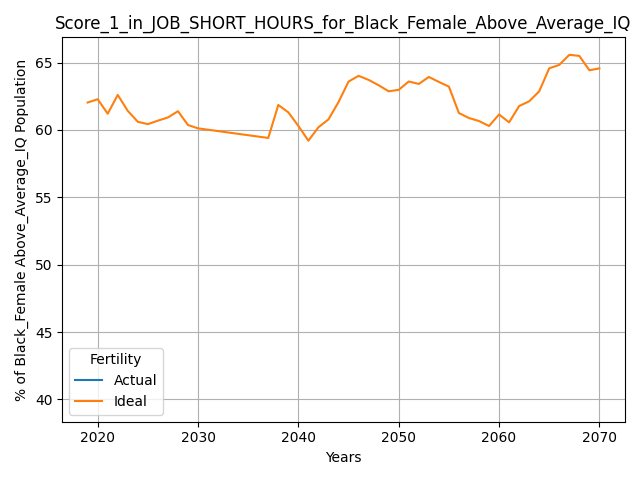 Score_1_in_JOB_SHORT_HOURS_for_Black_Female_Above_Average_IQ
% of Black_Female Above_Average_IQ Population
65
60
55
50
45
40
Fertility
Actual
Ideal
2020 2030 2040 2050 2060 2070
Years